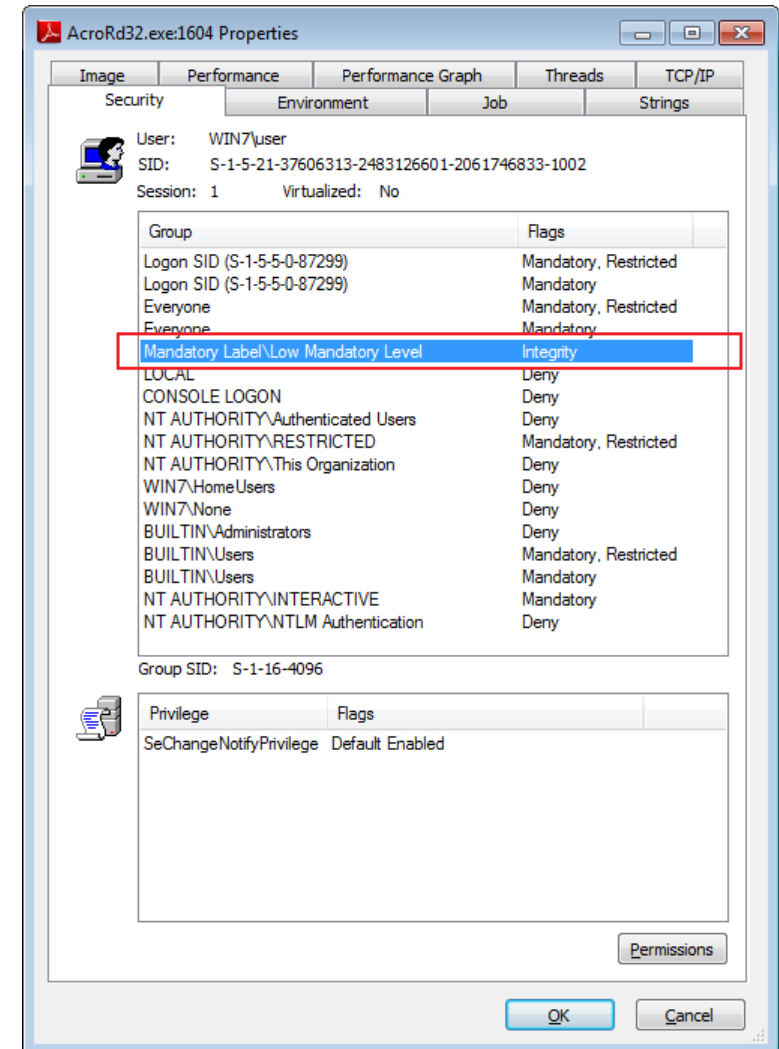 AcroRd32.exe:1604 Properties
Image Performance Performance Graph Threads TCP/IP
Security Environment Job Strings
User: WIN7\user
SID: S-1-5-21-37606313-2483126601-2061746833-1002
Session: 1 Virtualized: No
Group Flags
Logon SID (S-1-5-5-0-87299) Mandatory, Restricted
Logon SID (S-1-5-5-0-87299) Mandatory
Everyone Mandatory, Restricted
Everyone Mandatory
Mandatory Label\Low Mandatory Level Integrity
LOCAL Deny
CONSOLE LOGON Deny
NT AUTHORITY\Authenticated Users Deny
NT AUTHORITY\RESTRICTED Mandatory, Restricted
NT AUTHORITY\This Organization Deny
WIN7\HomeUsers Deny
WIN7\None Deny
BUILTIN\Administrators Deny
BUILTIN\Users Mandatory, Restricted
BUILTIN\Users Mandatory
NT AUTHORITY\INTERACTIVE Mandatory
NT AUTHORITY\NTLM Authentication Deny
Group SID: S-1-16-4096
Privilege Flags
SeChangeNotifyPrivilege Default Enabled
Permissions
OK Cancel